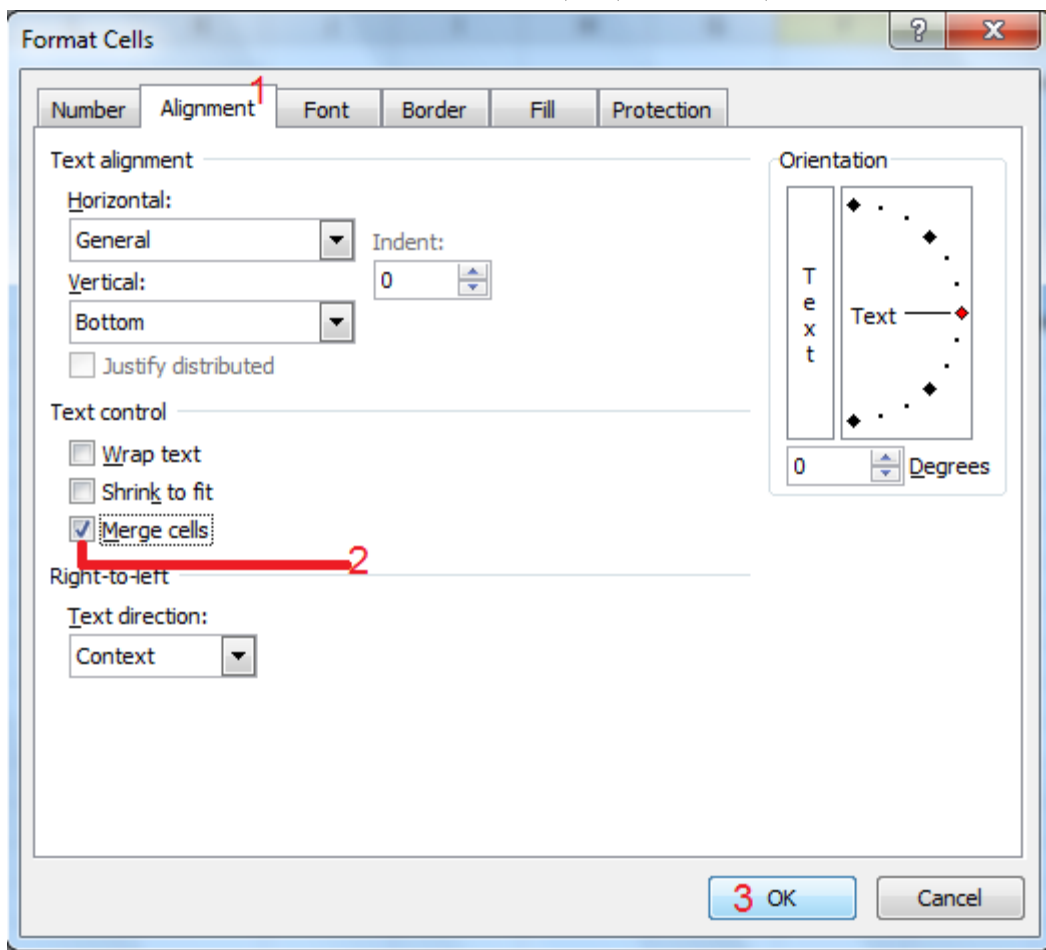 Format Cells
1
Number Alignment Font Border Fill Protection
Text alignment
Horizontal:
General
Indent:
0
Vertical:
Bottom
Justify distributed
Text control
Wrap text
Shrink to fit
Merge cells
2
Right-to-left
Text direction:
Context
Orientation
Text
Text
0 Degrees
3 OK Cancel